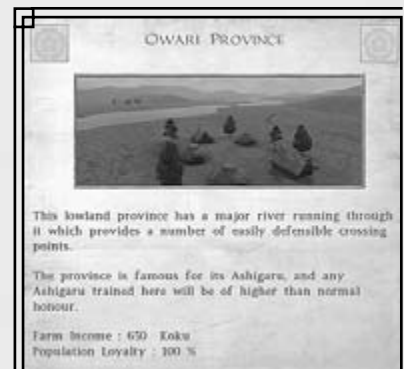 OWARI PROVINCE
This lowland province has a major river running through
it which provides a number of easily defensible crossing
points.
The province is famous for its Ashigaru, and any
Ashigaru trained here will be of higher than normal
honour.
Farm Income : 650 Koku
Population Loyalty : 100 %